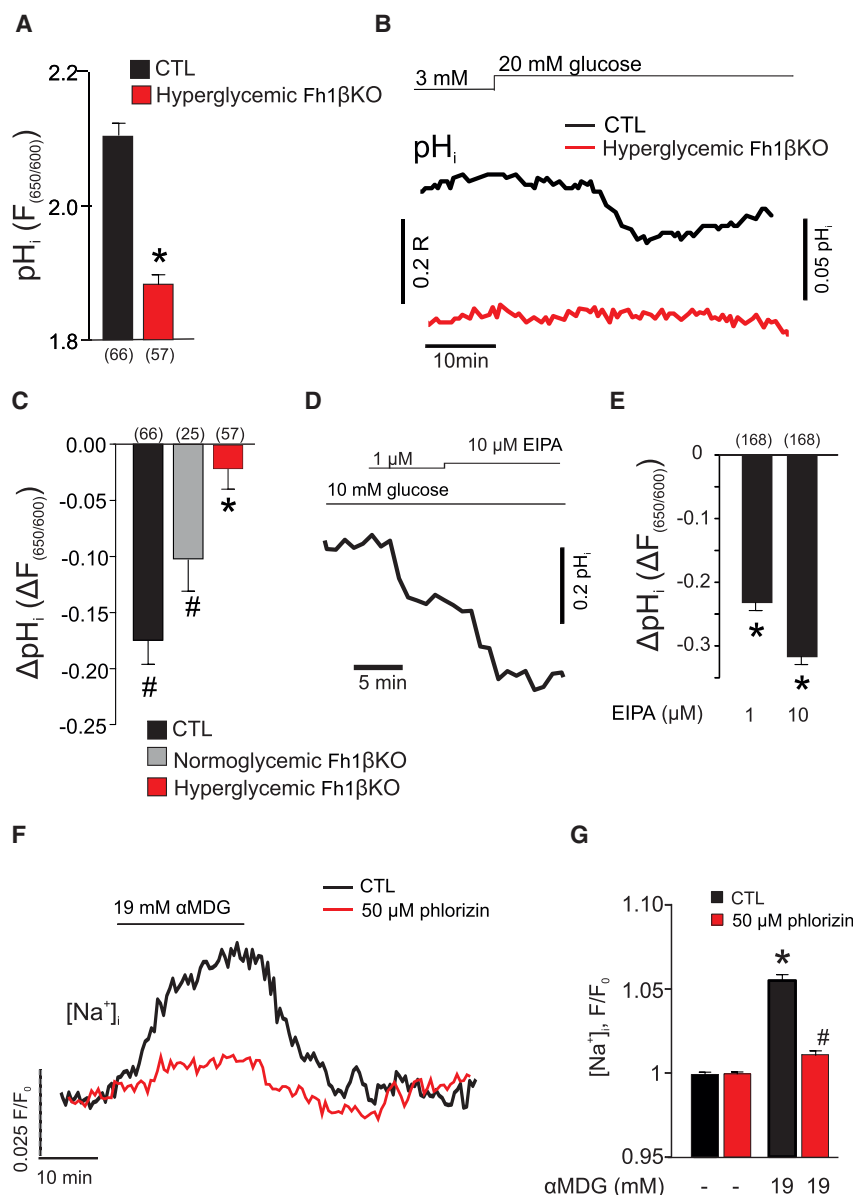 A
2.2
2.0
1.8
pHᵢ (F(650/600))
CTL
Hyperglycemic Fh1βKO
*
(66) (57)
B
3 mM
20 mM glucose
CTL
Hyperglycemic Fh1βKO
pHᵢ
0.2 R
0.05 pHᵢ
10min
C
(66) (25) (57)
0.00
-0.05
-0.10
-0.15
-0.20
-0.25
ΔpHᵢ (ΔF(650/600))
# # *
CTL
Normoglycemic Fh1βKO
Hyperglycemic Fh1βKO
D
1 µM
10 µM EIPA
10 mM glucose
0.2 pHᵢ
5 min
E
(168) (168)
0
-0.1
-0.2
-0.3
ΔpHᵢ (ΔF(650/600))
* *
EIPA (µM) 1 10
F
CTL
50 µM phlorizin
19 mM αMDG
[Na⁺]ᵢ
0.025 F/F₀
10 min
G
CTL
50 µM phlorizin
1.10
1.05
1
0.95
[Na⁺]ᵢ, F/F₀
* #
αMDG (mM) - - 19 19